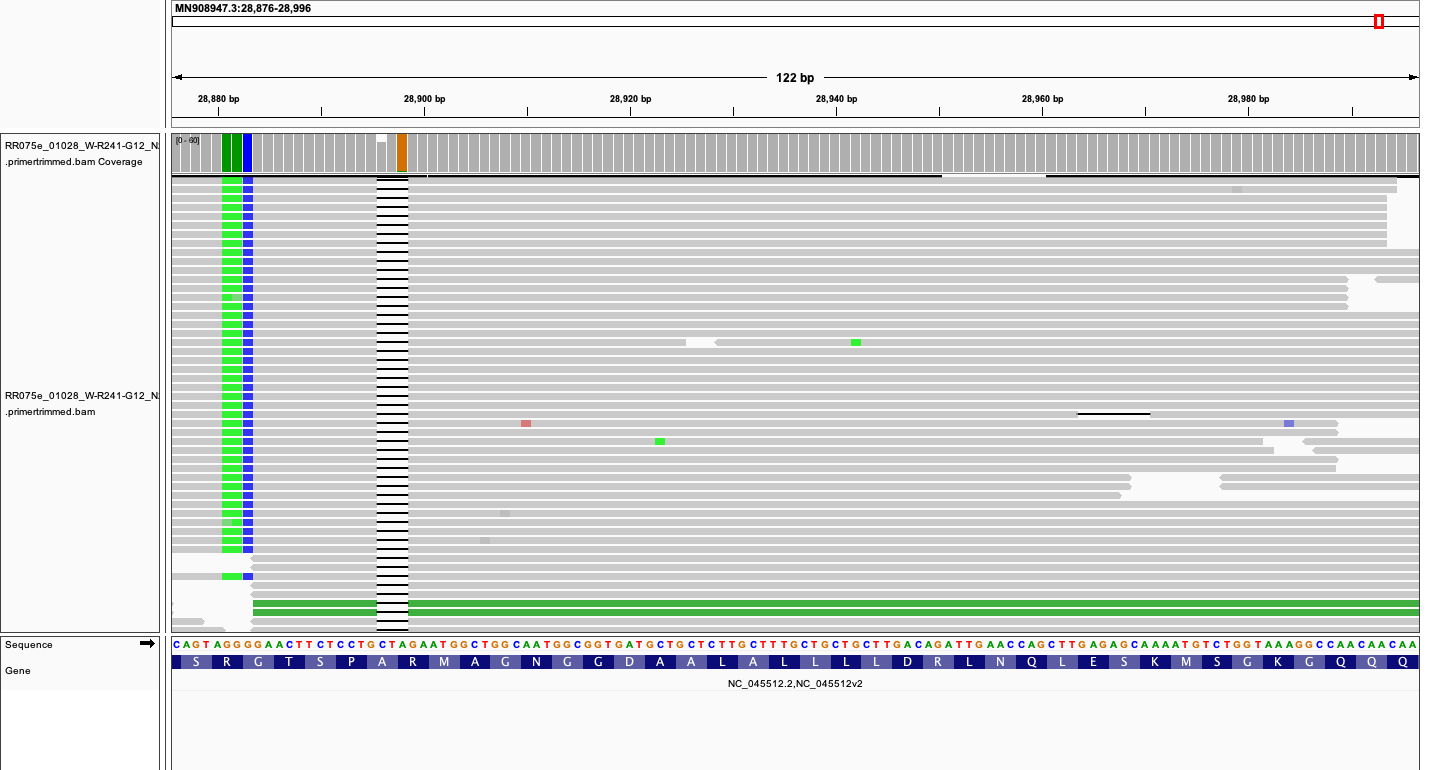 MN908947.3:28,876-28,996
122 bp
28,880 bp 28,900 bp 28,920 bp 28,940 bp 28,960 bp 28,980 bp
RR075e_01028_W-R241-G12_N
.primertrimmed.bam Coverage
[0 - 60]
RR075e_01028_W-R241-G12_N
.primertrimmed.bam
Sequence
CAGTAGGGGAACTTCTCCTGCTAGAATGGCTGGCAATGGCGGTGATGCTGCTCTTGCTTTGCTGCTGCTTGACAGATTGAACCAGCTTGAGAGCAAAATGTCTGGTAAAGGCCAACAACAA
Gene
S R G T S P A R M A G N G G D A A L A L L L L D R L N Q L E S K M S G K G Q Q Q
NC_045512.2,NC_045512v2